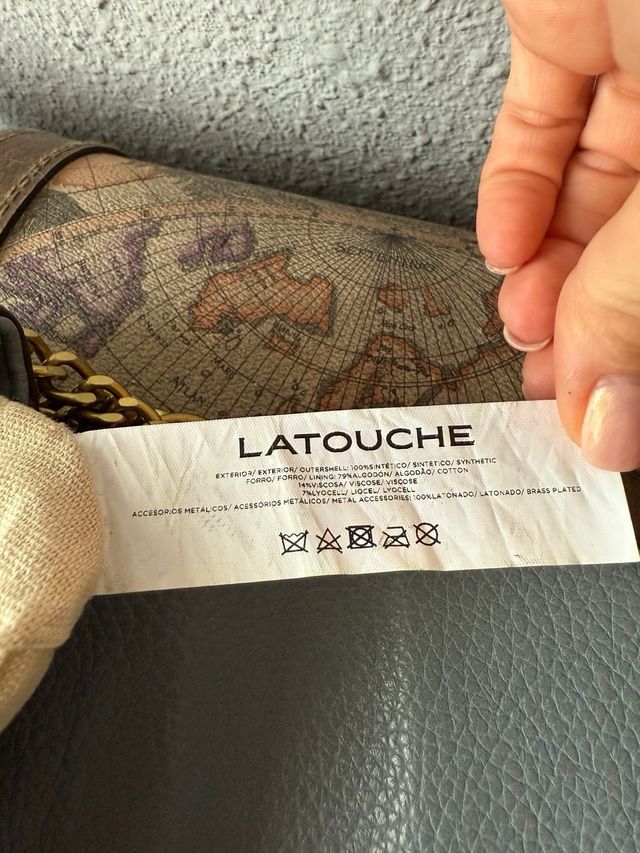 LATOUCHE
EXTERIOR/ EXTERIOR/ OUTERSHELL: 100%SINTÉTICO/ SINTETICO/ SYNTHETIC
FORRO/ FORRO/ LINING: 79%ALGODÓN/ ALGODÃO/ COTTON
14%VISCOSA/ VISCOSE/ VISCOSE
7%LYOCELL/ LIOCEL/ LYOCELL
ACCESORIOS METÁLICOS/ ACESSÓRIOS METÁLICOS/ METAL ACCESSORIES: 100%LATONADO/ LATONADO/ BRASS PLATED